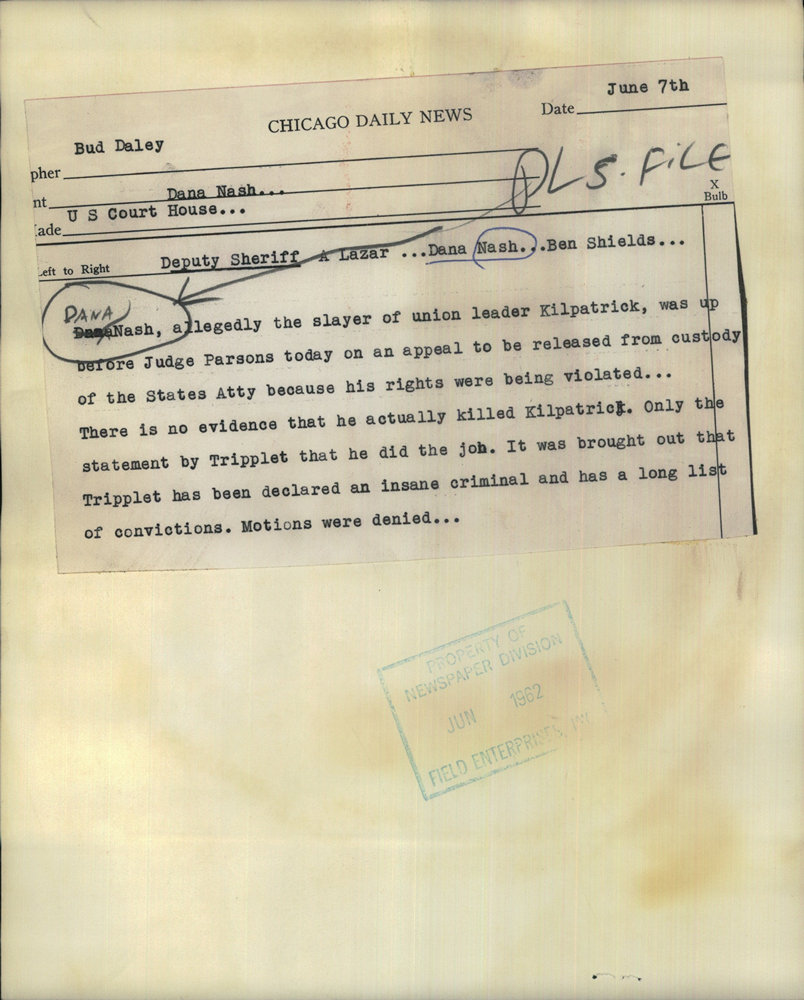 June 7th
CHICAGO DAILY NEWS Date
Bud Daley
pher
PLS. FiLE
nt Dana Nash...
X
Bulb
ade U S Court House...
Left to Right Deputy Sheriff A Lazar ...Dana Nash...Ben Shields...
DANA
Nash, allegedly the slayer of union leader Kilpatrick, was up
before Judge Parsons today on an appeal to be released from custody
of the States Atty because his rights were being violated...
There is no evidence that he actually killed Kilpatrick. Only the
statement by Tripplet that he did the job. It was brought out that
Tripplet has been declared an insane criminal and has a long list
of convictions. Motions were denied...
PROPERTY OF
NEWSPAPER DIVISION
JUN 1962
FIELD ENTERPRISES, INC